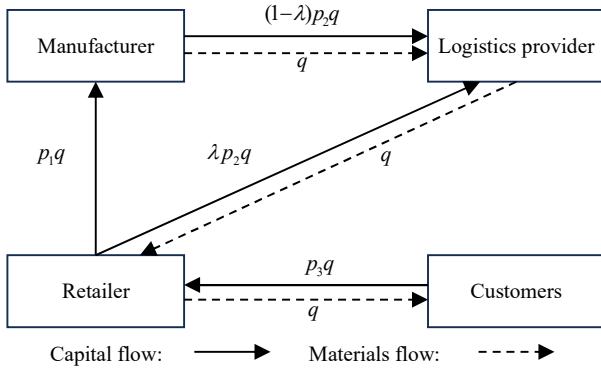 (1−λ)p₂q
Manufacturer
Logistics provider
q
p₁q
λp₂q
q
p₃q
Retailer
Customers
q
Capital flow:
Materials flow: